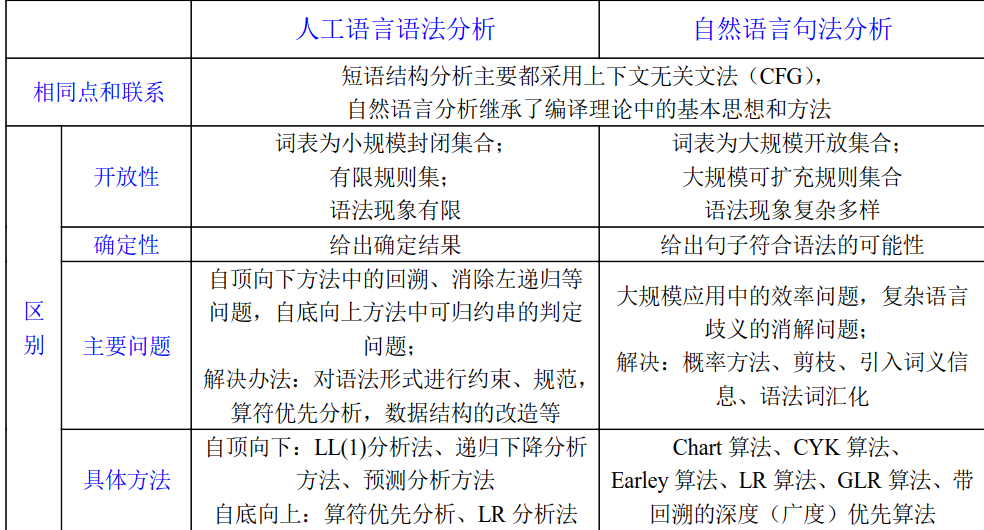 人工语言语法分析
自然语言句法分析
相同点和联系
短语结构分析主要都采用上下文无关文法（CFG），
自然语言分析继承了编译理论中的基本思想和方法
区
别
开放性
词表为小规模封闭集合；
有限规则集；
语法现象有限
词表为大规模开放集合；
大规模可扩充规则集合
语法现象复杂多样
确定性
给出确定结果
给出句子符合语法的可能性
主要问题
自顶向下方法中的回溯、消除左递归等
问题，自底向上方法中可归约串的判定
问题；
解决办法：对语法形式进行约束、规范，
算符优先分析，数据结构的改造等
大规模应用中的效率问题，复杂语言
歧义的消解问题；
解决：概率方法、剪枝、引入词义信
息、语法词汇化
具体方法
自顶向下：LL(1)分析法、递归下降分析
方法、预测分析方法
自底向上：算符优先分析、LR 分析法
Chart 算法、CYK 算法、
Earley 算法、LR 算法、GLR 算法、带
回溯的深度（广度）优先算法